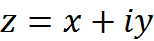 z = x + iy